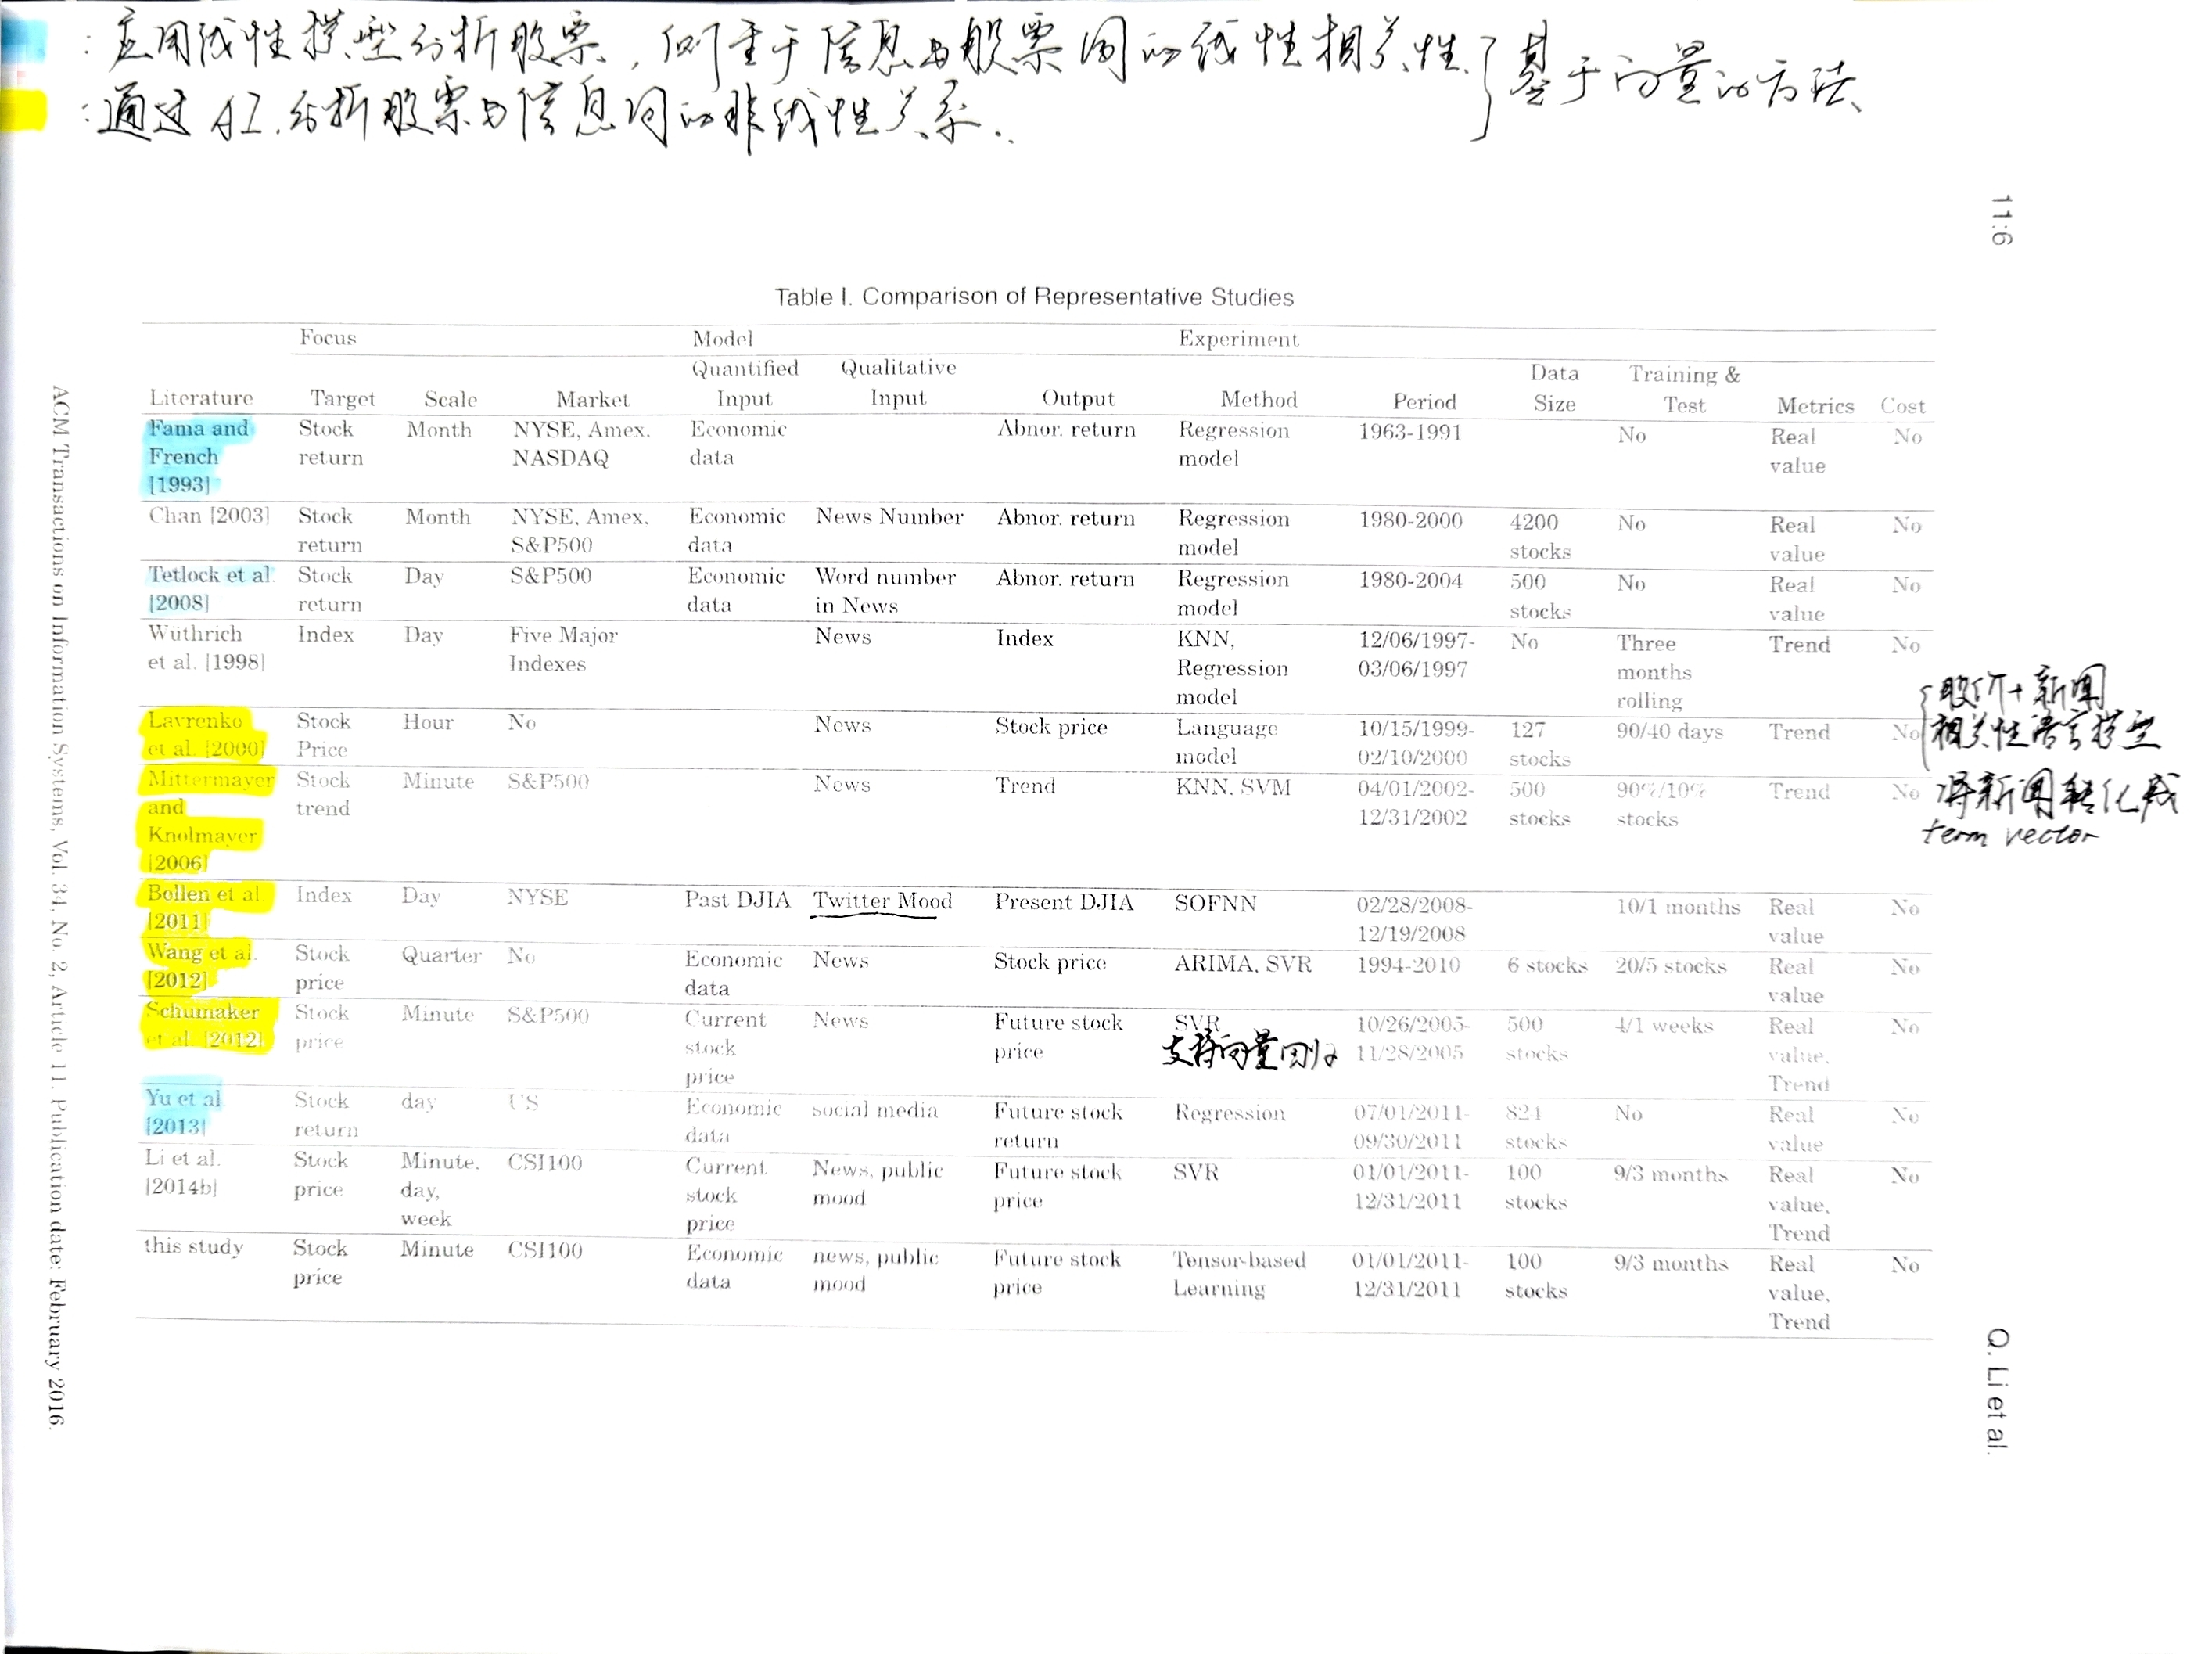 : 应用线性模型分析股票，侧重于信息与股票间的线性相关性. } 基于向量的方法
: 通过AI.分析股票与信息间的非线性关系.
11:6
Table I. Comparison of Representative Studies
Focus Model Experiment
Quantified Qualitative Data Training &
Literature Target Scale Market Input Input Output Method Period Size Test Metrics Cost
Fama and Stock Month NYSE, Amex. Economic Abnor. return Regression 1963-1991 No Real No
French return NASDAQ data model value
[1993]
Chan [2003] Stock Month NYSE, Amex. Economic News Number Abnor. return Regression 1980-2000 4200 No Real No
return S&P500 data model stocks value
Tetlock et al. Stock Day S&P500 Economic Word number Abnor. return Regression 1980-2004 500 No Real No
[2008] return data in News model stocks value
Wüthrich Index Day Five Major News Index KNN, 12/06/1997- No Three Trend No
et al. [1998] Indexes Regression 03/06/1997 months
model rolling
Lavrenko Stock Hour No News Stock price Language 10/15/1999- 127 90/40 days Trend No
et al. [2000] Price model 02/10/2000 stocks
{ 股价+新闻
相关性语言模型
Mittermayer Stock Minute S&P500 News Trend KNN, SVM 04/01/2002- 500 90%/10% Trend No
and trend 12/31/2002 stocks stocks
Knolmayer
[2006]
将新闻转化成
term vector
Bollen et al. Index Day NYSE Past DJIA Twitter Mood Present DJIA SOFNN 02/28/2008- 10/1 months Real No
[2011] 12/19/2008 value
Wang et al. Stock Quarter No Economic News Stock price ARIMA, SVR 1994-2010 6 stocks 20/5 stocks Real No
[2012] price data value
Schumaker Stock Minute S&P500 Current News Future stock SVR 10/26/2005- 500 4/1 weeks Real No
et al. [2012] price stock price 支持向量回归 11/28/2005 stocks value,
price Trend
Yu et al Stock day US Economic social media Future stock Regression 07/01/2011- 824 No Real No
[2013] return data return 09/30/2011 stocks value
Li et al. Stock Minute, CSI100 Current News, public Future stock SVR 01/01/2011- 100 9/3 months Real No
[2014b] price day, stock mood price 12/31/2011 stocks value,
week price Trend
this study Stock Minute CSI100 Economic news, public Future stock Tensor-based 01/01/2011- 100 9/3 months Real No
price data mood price Learning 12/31/2011 stocks value,
Trend
Q. Li et al.
ACM Transactions on Information Systems, Vol. 34, No. 2, Article 11, Publication date: February 2016.